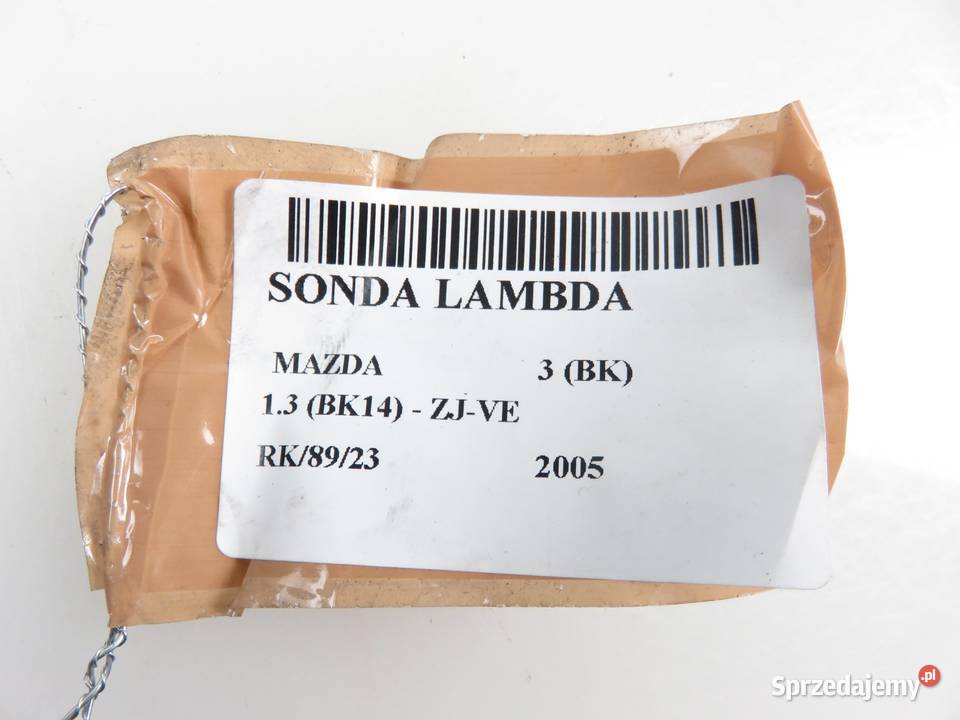 SONDA LAMBDA
MAZDA 3 (BK)
1.3 (BK14) - ZJ-VE
RK/89/23 2005
Sprzedajemy.pl